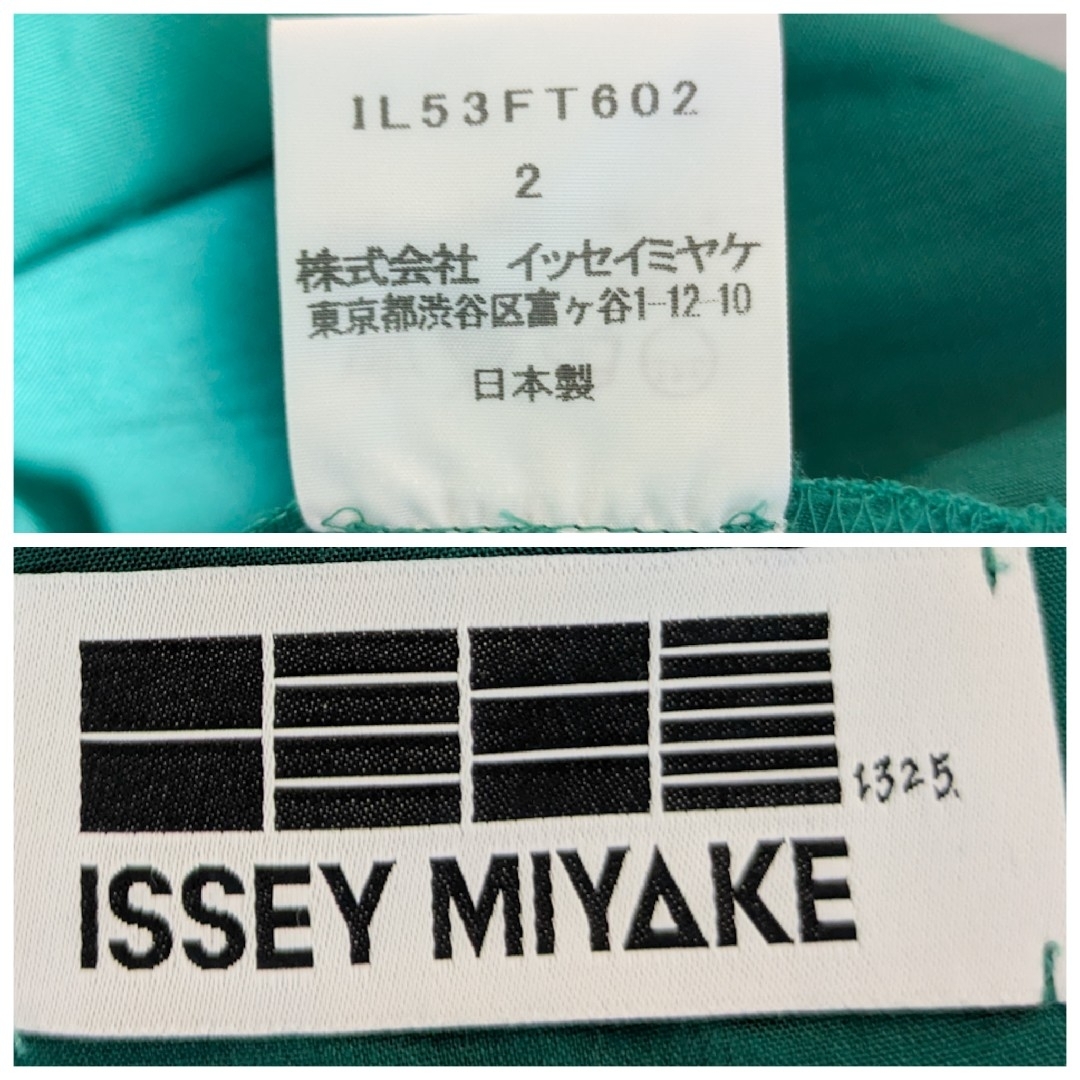 IL53FT602
2
株式会社 イッセイミヤケ
東京都渋谷区富ヶ谷1-12-10
日本製
1325.
ISSEY MIYAKE